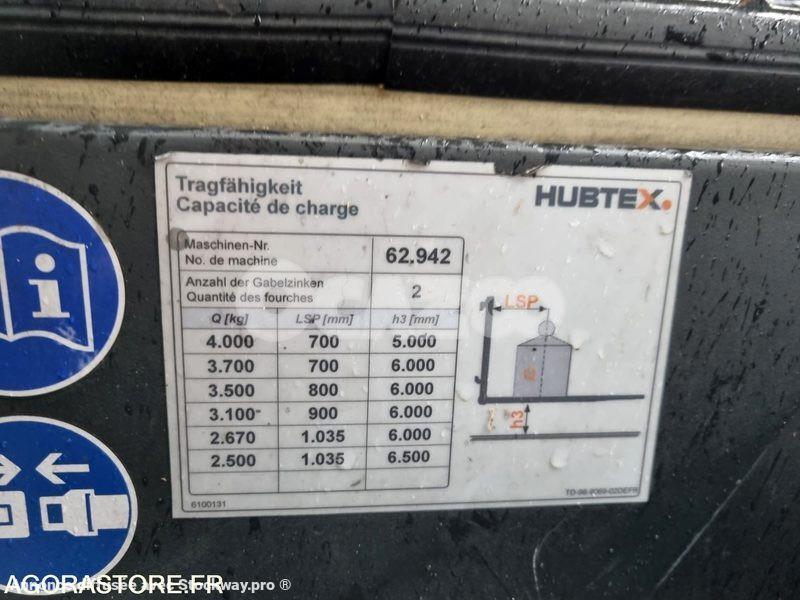 Tragfähigkeit
Capacité de charge
HUBTEX.
Maschinen-Nr.
No. de machine
62.942
Anzahl der Gabelzinken
Quantité des fourches
2
Q [kg] LSP [mm] h3 [mm]
4.000 700 5.000
3.700 700 6.000
3.500 800 6.000
3.100 900 6.000
2.670 1.035 6.000
2.500 1.035 6.500
LSP
h3
6100131
AGORASTORE.FR
avec Stockway.pro ®